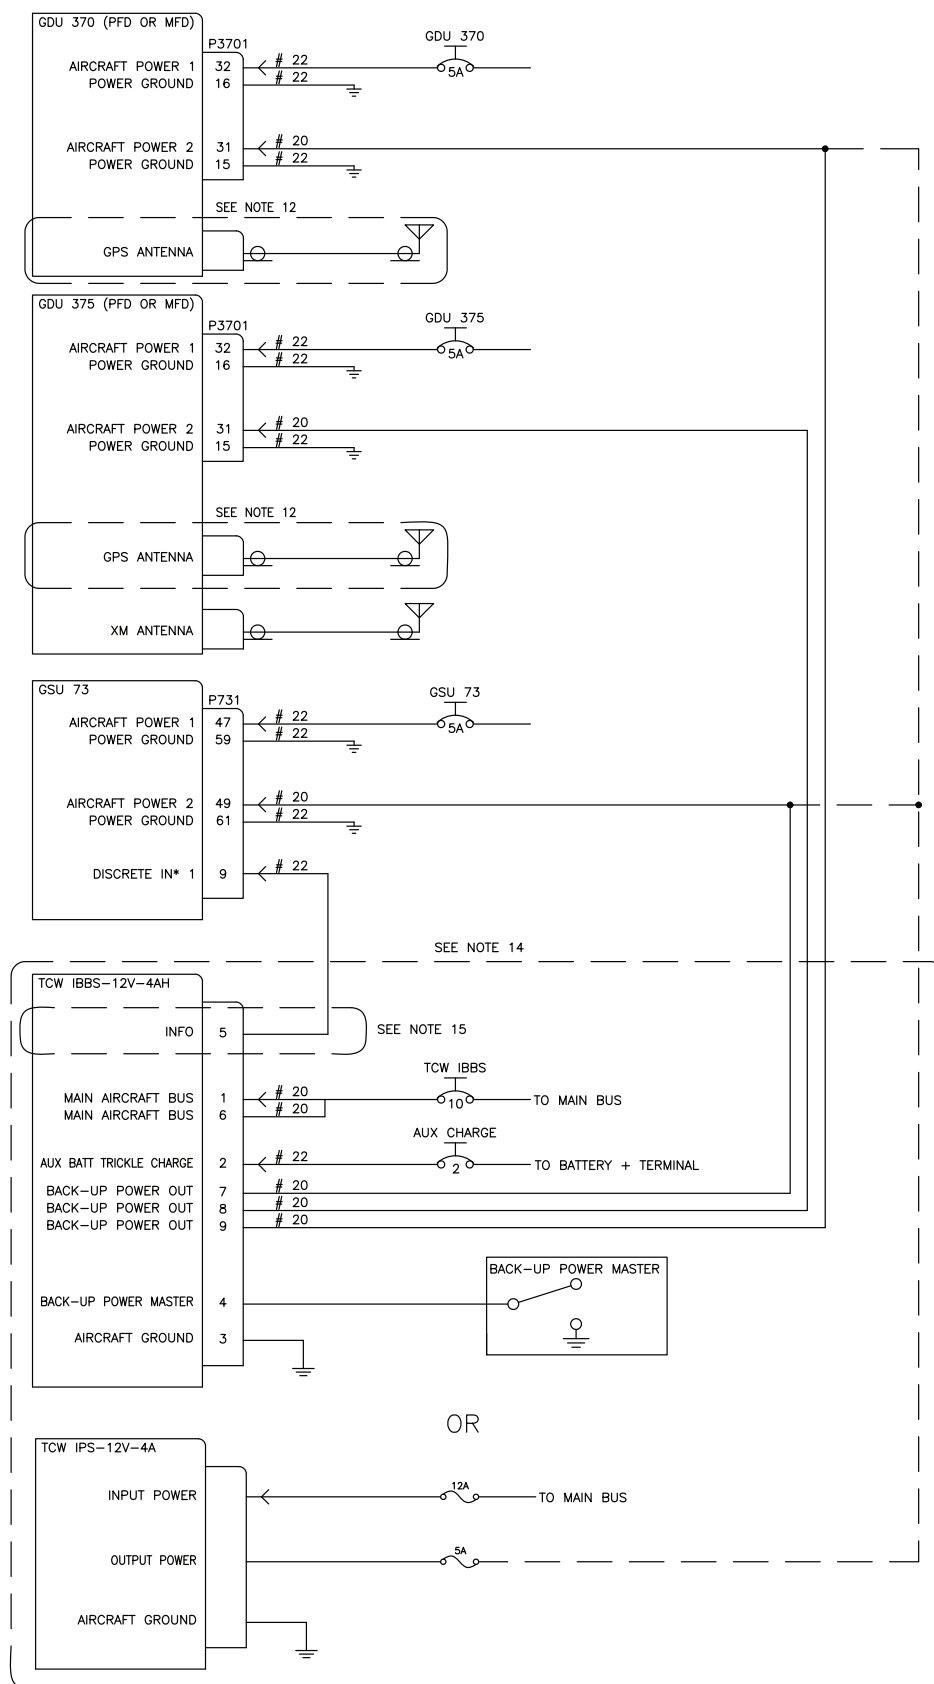 GDU 370 (PFD OR MFD)
P3701
GDU 370
AIRCRAFT POWER 1 32 # 22 5A
POWER GROUND 16 # 22
AIRCRAFT POWER 2 31 # 20
POWER GROUND 15 # 22
SEE NOTE 12
GPS ANTENNA
GDU 375 (PFD OR MFD)
P3701
GDU 375
AIRCRAFT POWER 1 32 # 22 5A
POWER GROUND 16 # 22
AIRCRAFT POWER 2 31 # 20
POWER GROUND 15 # 22
SEE NOTE 12
GPS ANTENNA
XM ANTENNA
GSU 73
P731
GSU 73
AIRCRAFT POWER 1 47 # 22 5A
POWER GROUND 59 # 22
AIRCRAFT POWER 2 49 # 20
POWER GROUND 61 # 22
DISCRETE IN* 1 9 # 22
SEE NOTE 14
TCW IBBS-12V-4AH
INFO 5 SEE NOTE 15
TCW IBBS
MAIN AIRCRAFT BUS 1 # 20 10 TO MAIN BUS
MAIN AIRCRAFT BUS 6 # 20
AUX CHARGE
AUX BATT TRICKLE CHARGE 2 # 22 2 TO BATTERY + TERMINAL
BACK-UP POWER OUT 7 # 20
BACK-UP POWER OUT 8 # 20
BACK-UP POWER OUT 9 # 20
BACK-UP POWER MASTER
BACK-UP POWER MASTER 4
AIRCRAFT GROUND 3
OR
TCW IPS-12V-4A
INPUT POWER 12A TO MAIN BUS
OUTPUT POWER 5A
AIRCRAFT GROUND